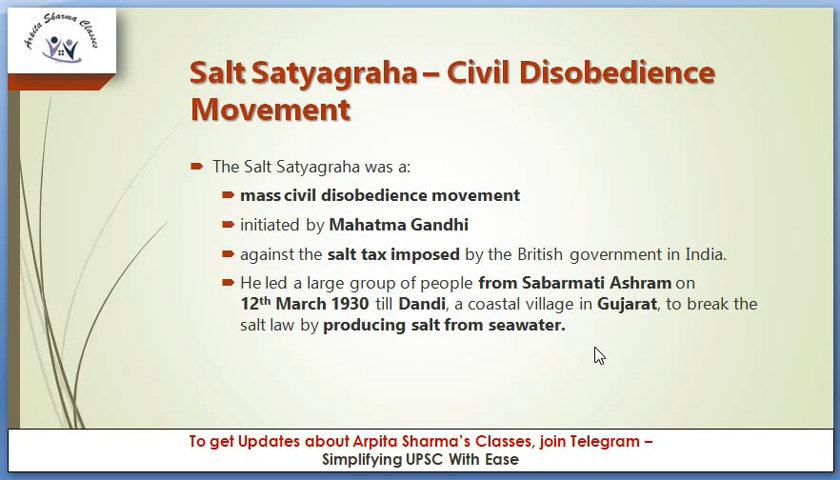 Arpita Sharma Classes
Salt Satyagraha – Civil Disobedience
Movement
The Salt Satyagraha was a:
mass civil disobedience movement
initiated by Mahatma Gandhi
against the salt tax imposed by the British government in India.
He led a large group of people from Sabarmati Ashram on
12th March 1930 till Dandi, a coastal village in Gujarat, to break the
salt law by producing salt from seawater.
To get Updates about Arpita Sharma's Classes, join Telegram –
Simplifying UPSC With Ease